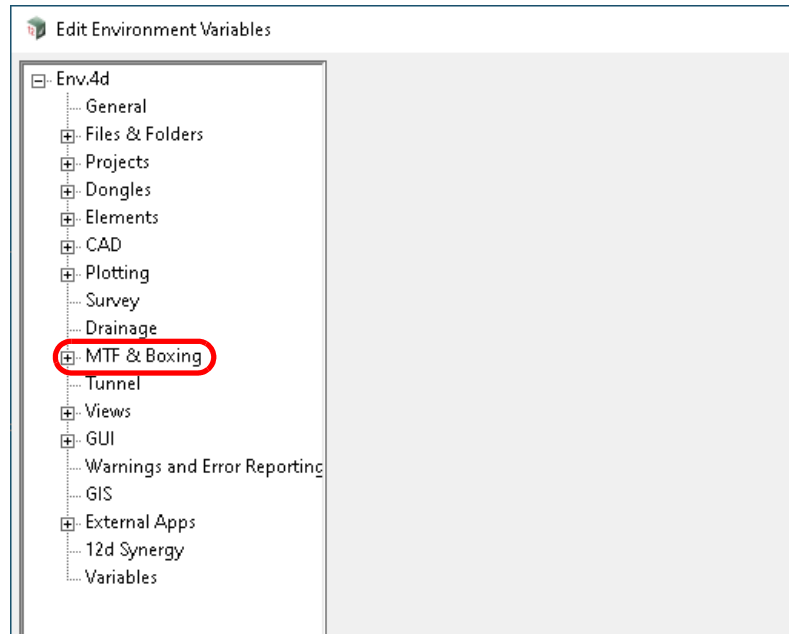 Edit Environment Variables
Env.4d
General
Files & Folders
Projects
Dongles
Elements
CAD
Plotting
Survey
Drainage
MTF & Boxing
Tunnel
Views
GUI
Warnings and Error Reporting
GIS
External Apps
12d Synergy
Variables